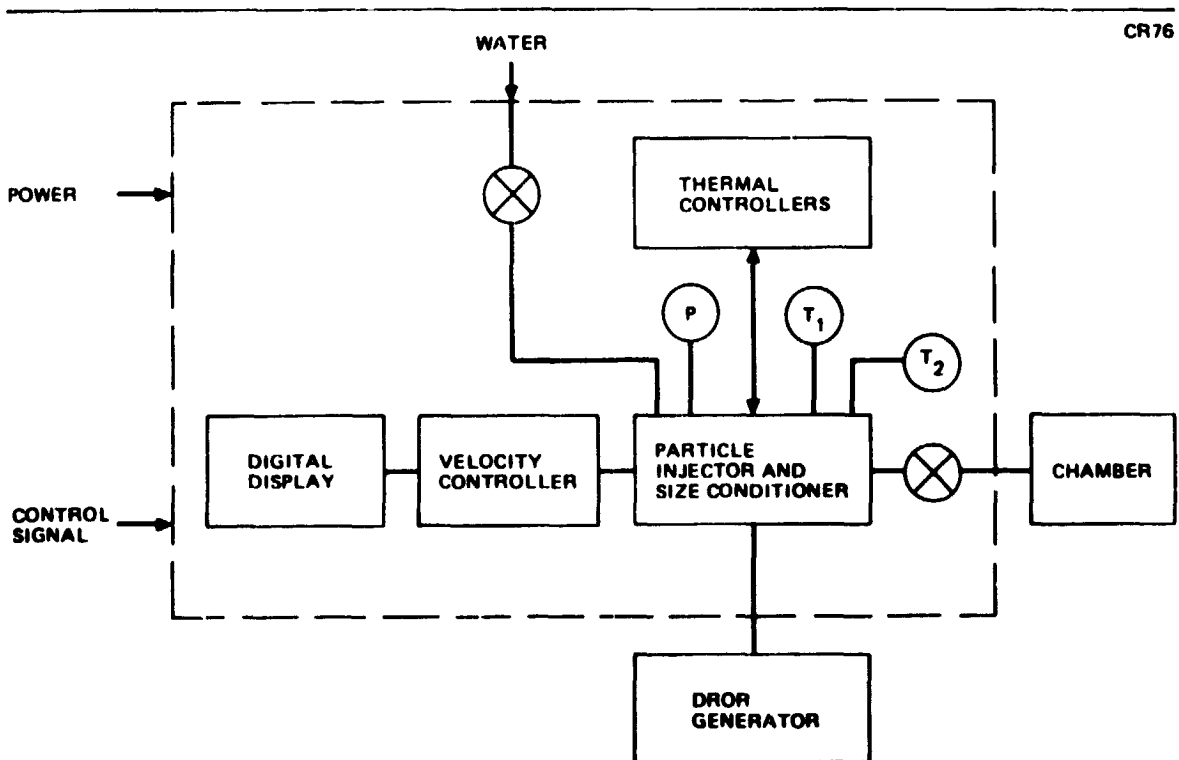 CR76
WATER
POWER
THERMAL
CONTROLLERS
P
T1
T2
DIGITAL
DISPLAY
VELOCITY
CONTROLLER
PARTICLE
INJECTOR AND
SIZE CONDITIONER
CHAMBER
CONTROL
SIGNAL
DROR
GENERATOR